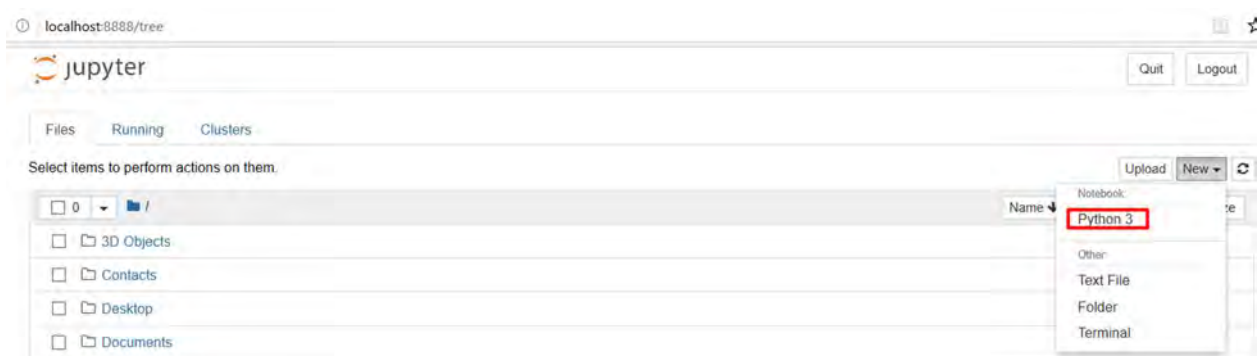 localhost:8888/tree
jupyter
Quit Logout
Files Running Clusters
Select items to perform actions on them.
Upload New
0 / Name ze
Notebook:
Python 3
3D Objects
Other:
Contacts
Text File
Desktop
Folder
Documents
Terminal